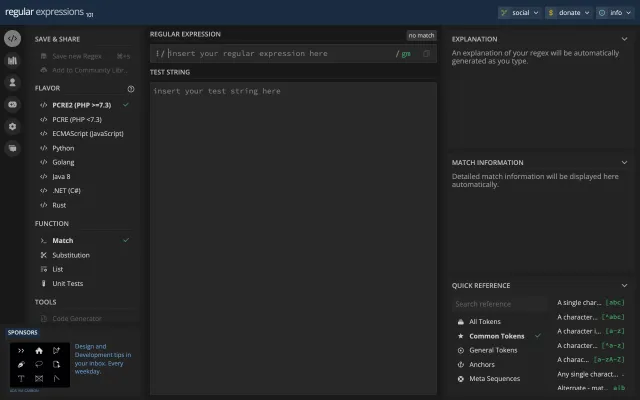 regular expressions 101
social
donate
info
SAVE & SHARE
Save new Regex ⌘+s
Add to Community Libr...
FLAVOR
PCRE2 (PHP >=7.3)
PCRE (PHP <7.3)
ECMAScript (JavaScript)
Python
Golang
Java 8
.NET (C#)
Rust
FUNCTION
Match
Substitution
List
Unit Tests
TOOLS
Code Generator
SPONSORS
Design and
Development tips in
your inbox. Every
weekday.
REGULAR EXPRESSION
no match
/ insert your regular expression here / gm
TEST STRING
insert your test string here
EXPLANATION
An explanation of your regex will be automatically
generated as you type.
MATCH INFORMATION
Detailed match information will be displayed here
automatically.
QUICK REFERENCE
Search reference
All Tokens
Common Tokens
General Tokens
Anchors
Meta Sequences
A single char... [abc]
A character... [^abc]
A character i... [a-z]
A character... [^a-z]
A charac... [a-zA-Z]
Any single charact... .
Alternate - mat... a|b